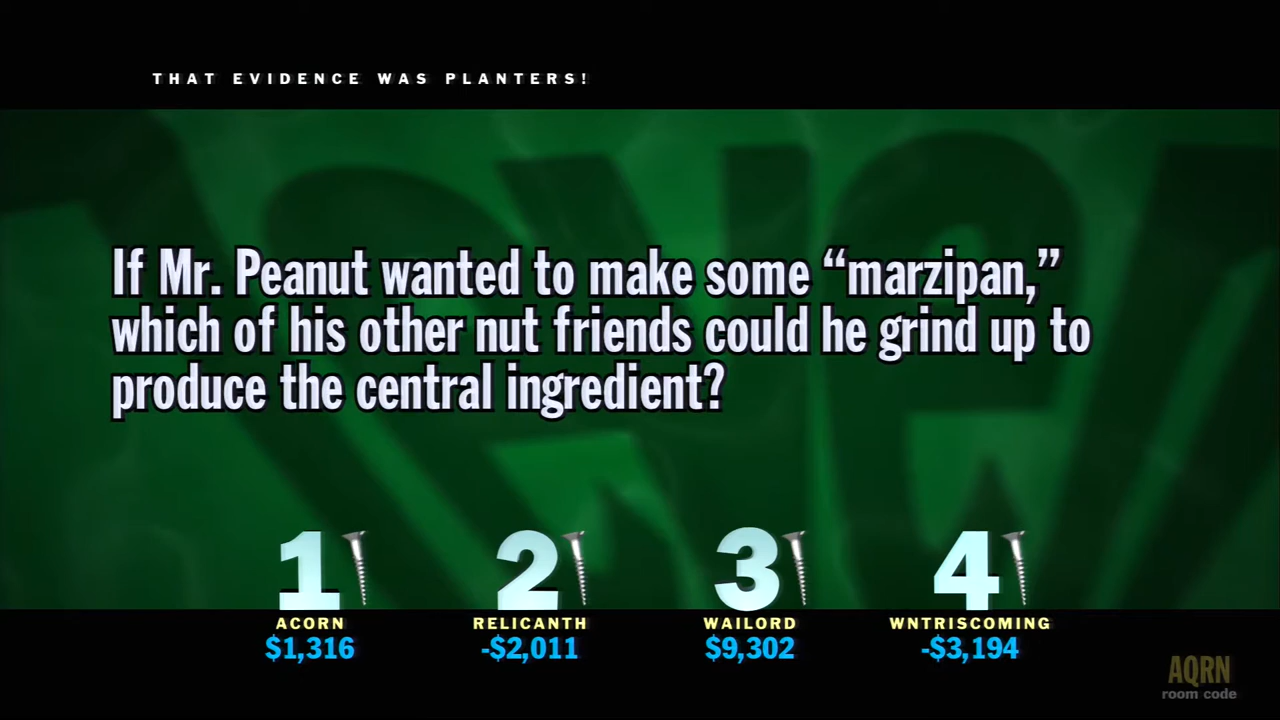 THAT EVIDENCE WAS PLANTERS!
If Mr. Peanut wanted to make some “marzipan,”
which of his other nut friends could he grind up to
produce the central ingredient?
1 2 3 4
ACORN RELICANTH WAILORD WNTRISCOMING
$1,316 -$2,011 $9,302 -$3,194
AQRN
room code